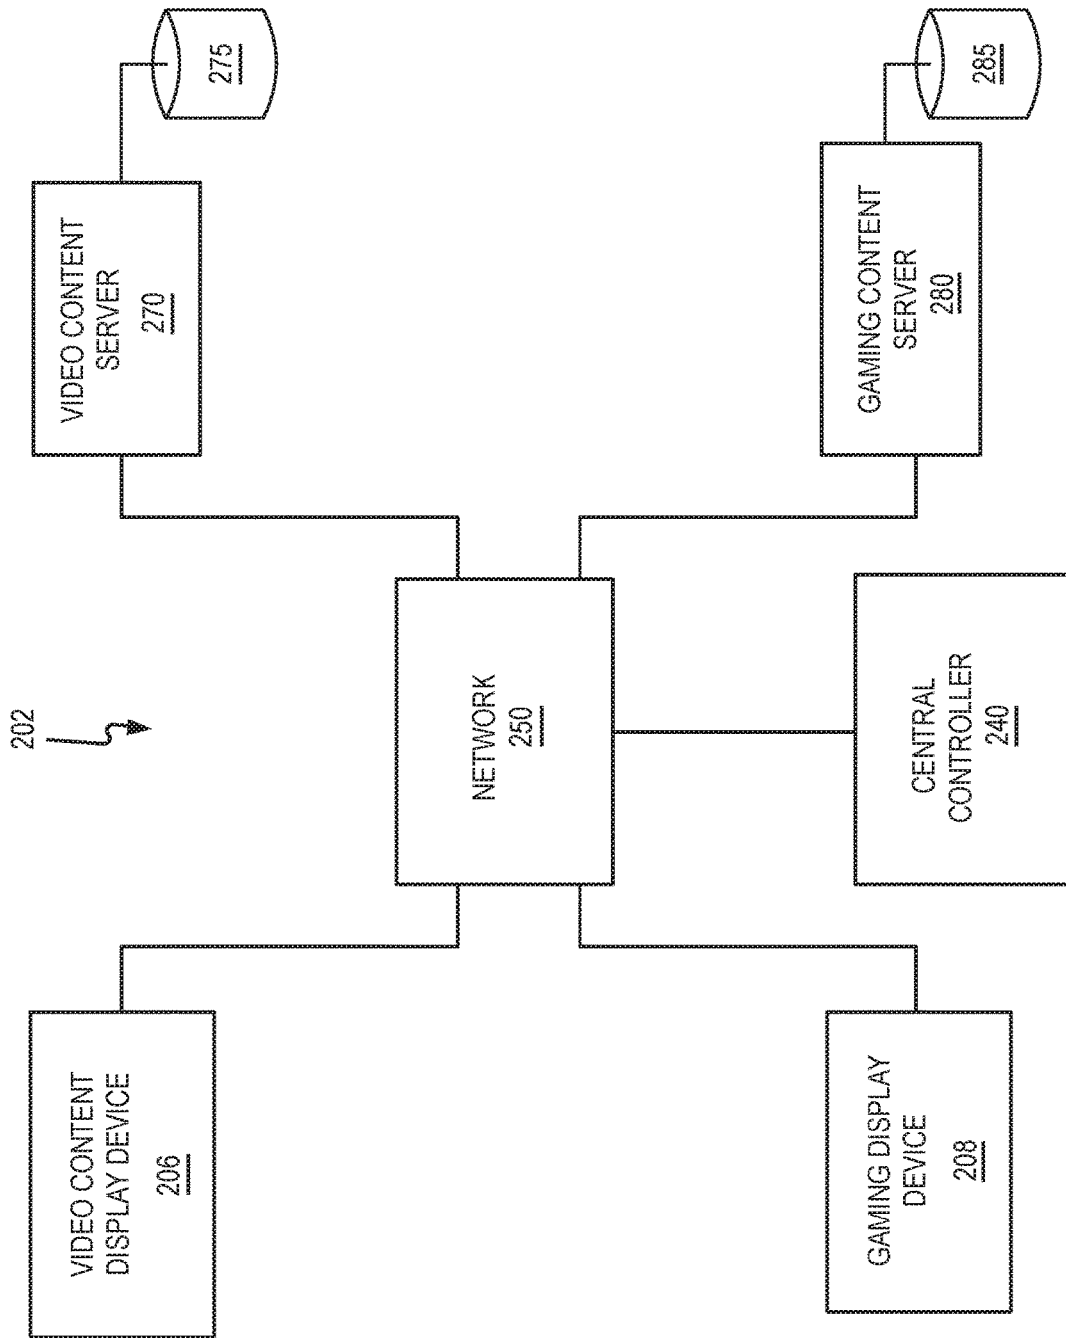 202
VIDEO CONTENT
DISPLAY DEVICE
206
VIDEO CONTENT
SERVER
270
275
NETWORK
250
GAMING DISPLAY
DEVICE
208
CENTRAL
CONTROLLER
240
GAMING CONTENT
SERVER
280
285